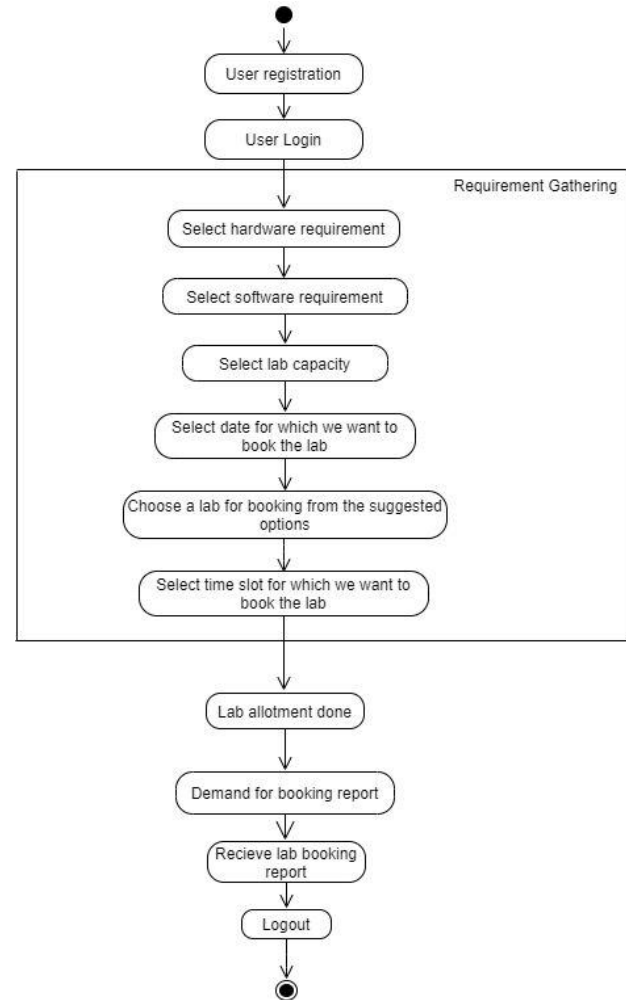 User registration
User Login
Requirement Gathering
Select hardware requirement
Select software requirement
Select lab capacity
Select date for which we want to
book the lab
Choose a lab for booking from the suggested
options
Select time slot for which we want to
book the lab
Lab allotment done
Demand for booking report
Recieve lab booking
report
Logout